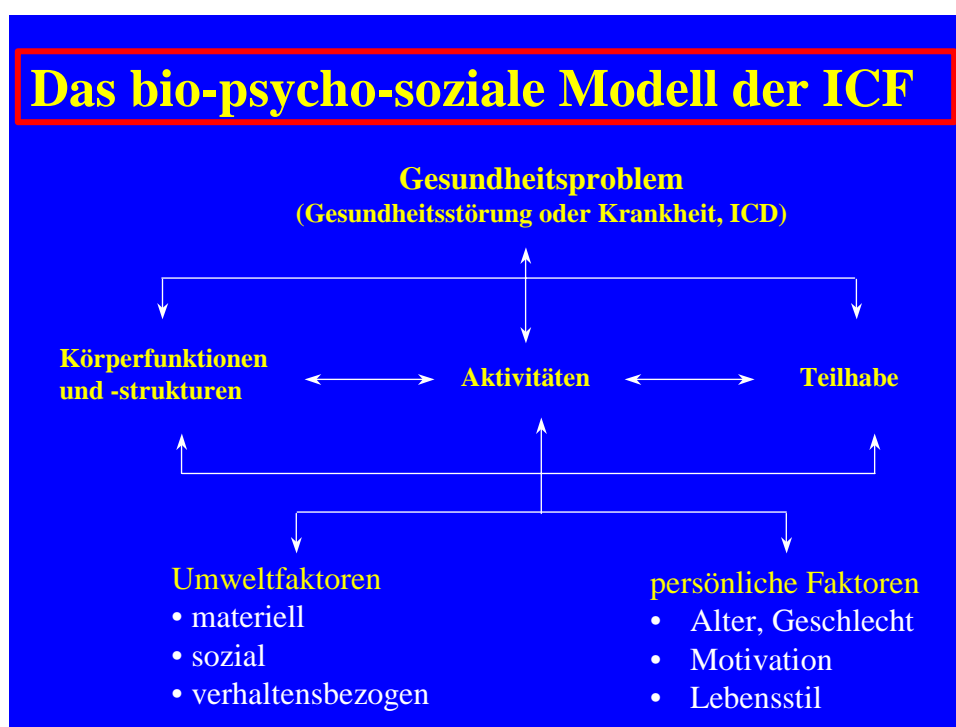 Das bio-psycho-soziale Modell der ICF
Gesundheitsproblem
(Gesundheitsstörung oder Krankheit, ICD)
Körperfunktionen
und -strukturen
Aktivitäten
Teilhabe
Umweltfaktoren
• materiell
• sozial
• verhaltensbezogen
persönliche Faktoren
• Alter, Geschlecht
• Motivation
• Lebensstil